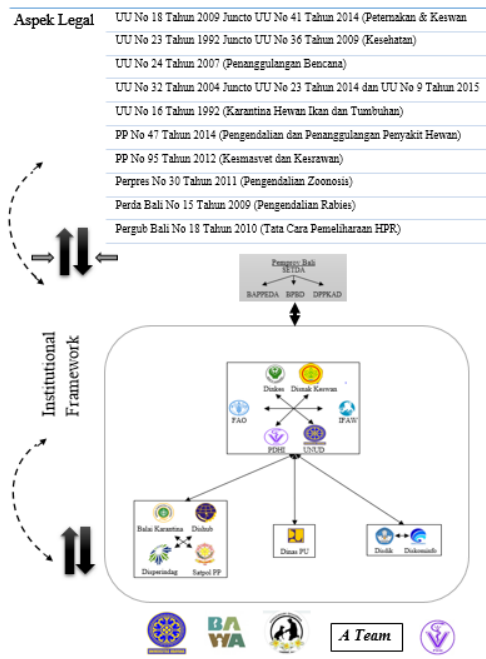 Aspek Legal
UU No 18 Tahun 2009 Juncto UU No 41 Tahun 2014 (Peternakan & Keswan
UU No 23 Tahun 1992 Juncto UU No 36 Tahun 2009 (Kesehatan)
UU No 24 Tahun 2007 (Penanggulangan Bencana)
UU No 32 Tahun 2004 Juncto UU No 23 Tahun 2014 dan UU No 9 Tahun 2015
UU No 16 Tahun 1992 (Karantina Hewan Ikan dan Tumbuhan)
PP No 47 Tahun 2014 (Pengendalian dan Penanggulangan Penyakit Hewan)
PP No 95 Tahun 2012 (Kesmasvet dan Kesrawan)
Perpres No 30 Tahun 2011 (Pengendalian Zoonosis)
Perda Bali No 15 Tahun 2009 (Pengendalian Rabies)
Pergub Bali No 18 Tahun 2010 (Tata Cara Pemeliharaan HPR)
Pemprov Bali
SETDA
BAPPEDA BPBD DPPKAD
Institutional
Framework
Dinkes Disnak Keswan
FAO IFAW
PDHI UNUD
Balai Karantina Dishub
Disperindag Satpol PP
Dinas PU
Disdik Diskominfo
BAWA
A Team